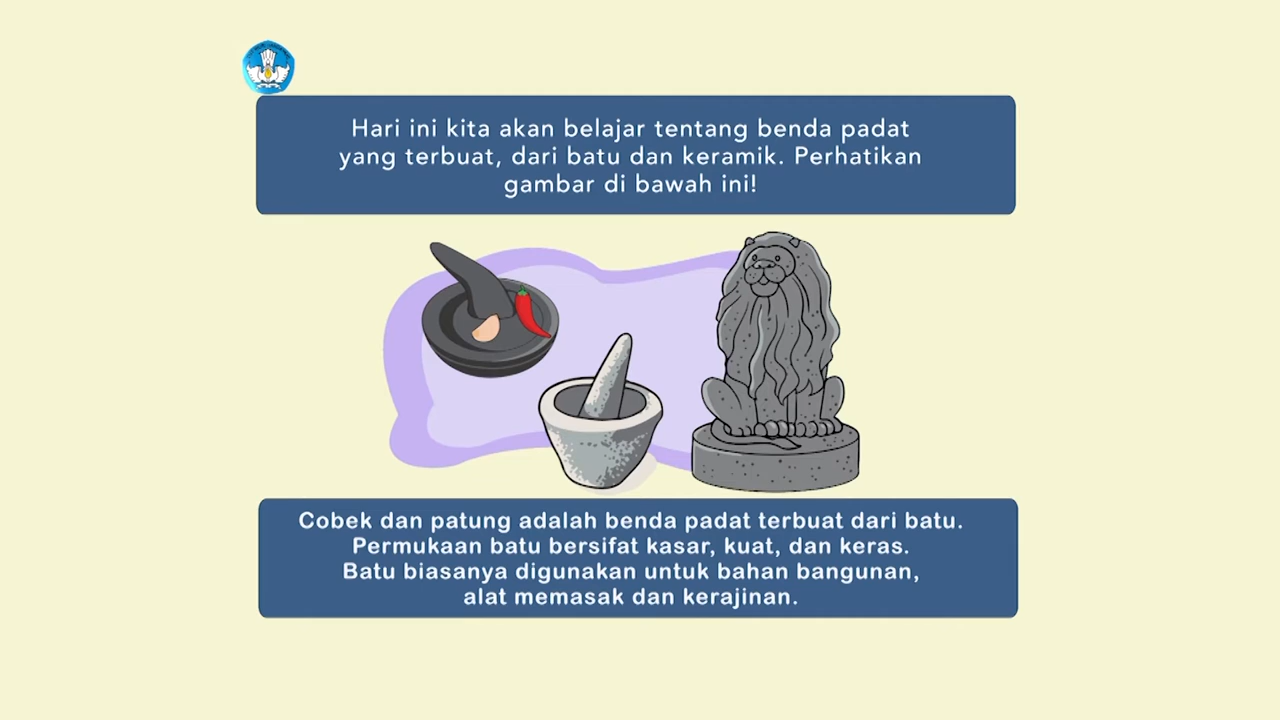 Hari ini kita akan belajar tentang benda padat
yang terbuat, dari batu dan keramik. Perhatikan
gambar di bawah ini!
Cobek dan patung adalah benda padat terbuat dari batu.
Permukaan batu bersifat kasar, kuat, dan keras.
Batu biasanya digunakan untuk bahan bangunan,
alat memasak dan kerajinan.